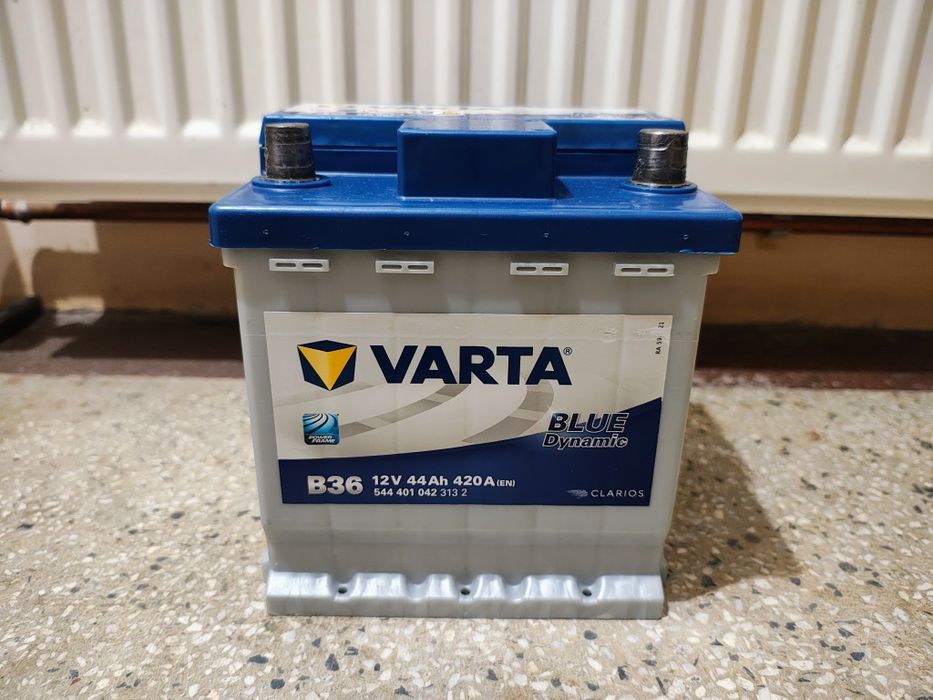 VARTA®
BLUE
Dynamic
POWER
FRAME
B36 12V 44Ah 420A (EN)
544 401 042 313 2
CLARIOS